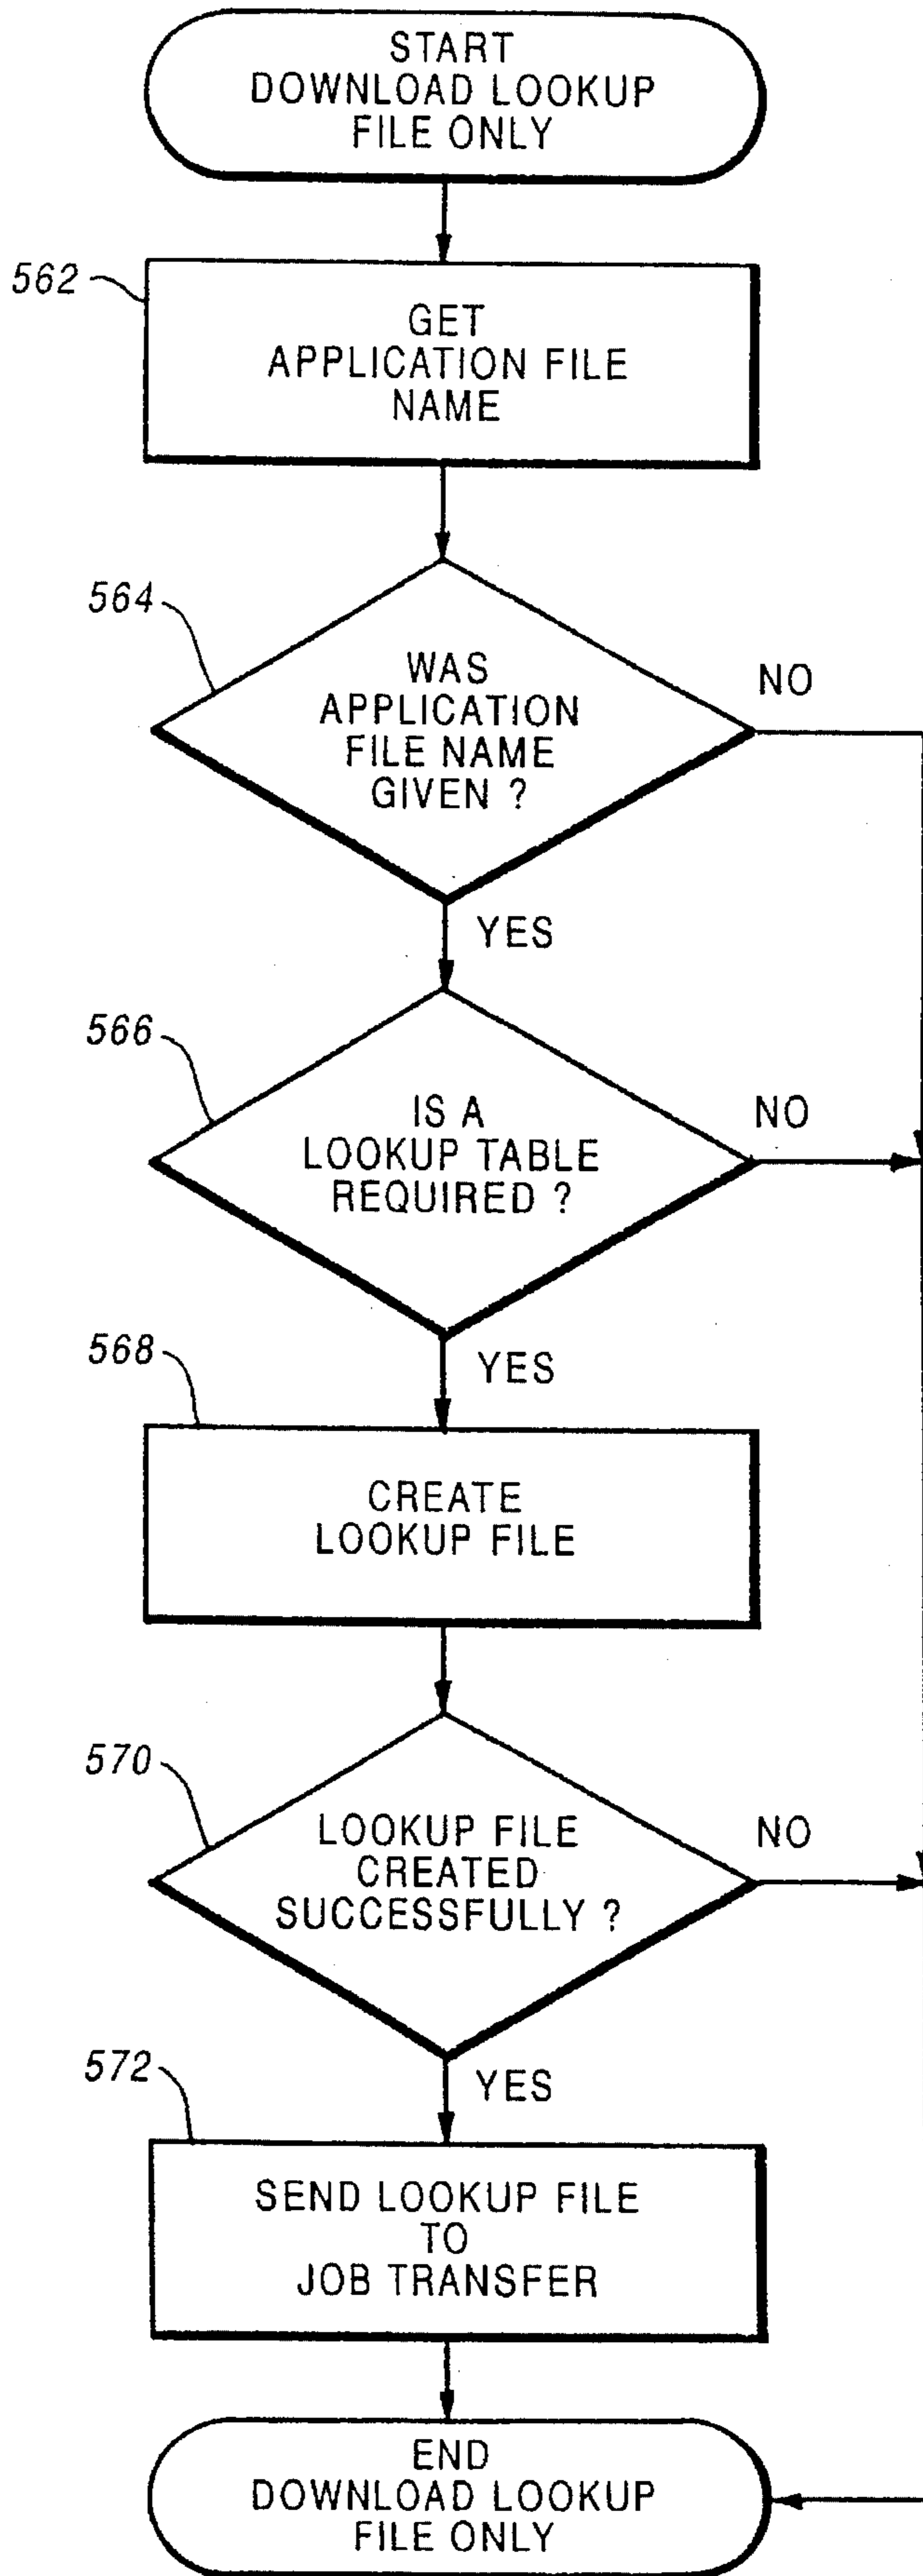 START
DOWNLOAD LOOKUP
FILE ONLY
562
GET
APPLICATION FILE
NAME
564
WAS
APPLICATION
FILE NAME
GIVEN ?
NO
YES
566
IS A
LOOKUP TABLE
REQUIRED ?
NO
YES
568
CREATE
LOOKUP FILE
570
LOOKUP FILE
CREATED
SUCCESSFULLY ?
NO
YES
572
SEND LOOKUP FILE
TO
JOB TRANSFER
END
DOWNLOAD LOOKUP
FILE ONLY